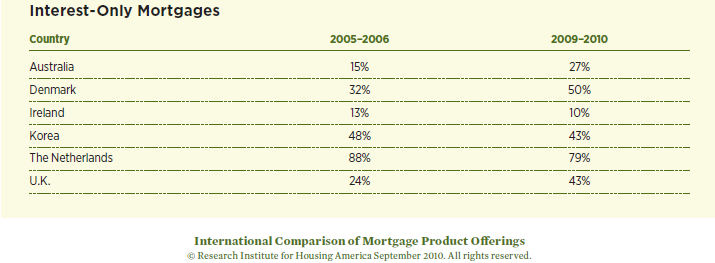 Interest-Only Mortgages
Country 2005–2006 2009–2010
Australia 15% 27%
Denmark 32% 50%
Ireland 13% 10%
Korea 48% 43%
The Netherlands 88% 79%
U.K. 24% 43%
International Comparison of Mortgage Product Offerings
© Research Institute for Housing America September 2010. All rights reserved.